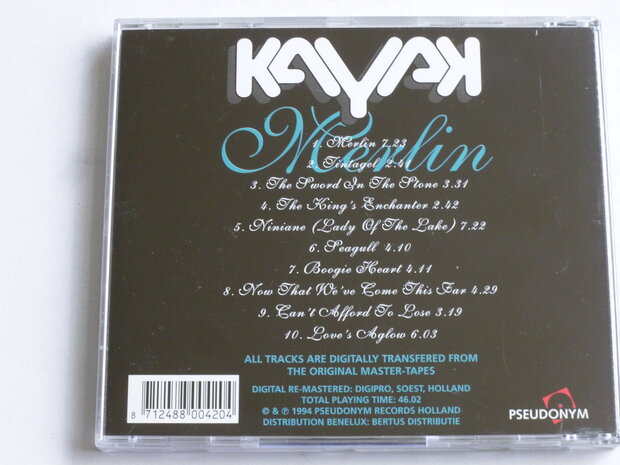 KAYAK
Merlin
1. Merlin 7.23
2. Tintagel 2.44
3. The Sword In The Stone 3.31
4. The King's Enchanter 2.42
5. Niniane (Lady Of The Lake) 7.22
6. Seagull 4.10
7. Boogie Heart 4.11
8. Now That We've Come This Far 4.29
9. Can't Afford To Lose 3.19
10. Love's Aglow 6.03
ALL TRACKS ARE DIGITALLY TRANSFERED FROM
THE ORIGINAL MASTER-TAPES
DIGITAL RE-MASTERED: DIGIPRO, SOEST, HOLLAND
TOTAL PLAYING TIME: 46.02
© & ℗ 1994 PSEUDONYM RECORDS HOLLAND
DISTRIBUTION BENELUX: BERTUS DISTRIBUTIE
8 712488 004204
PSEUDONYM